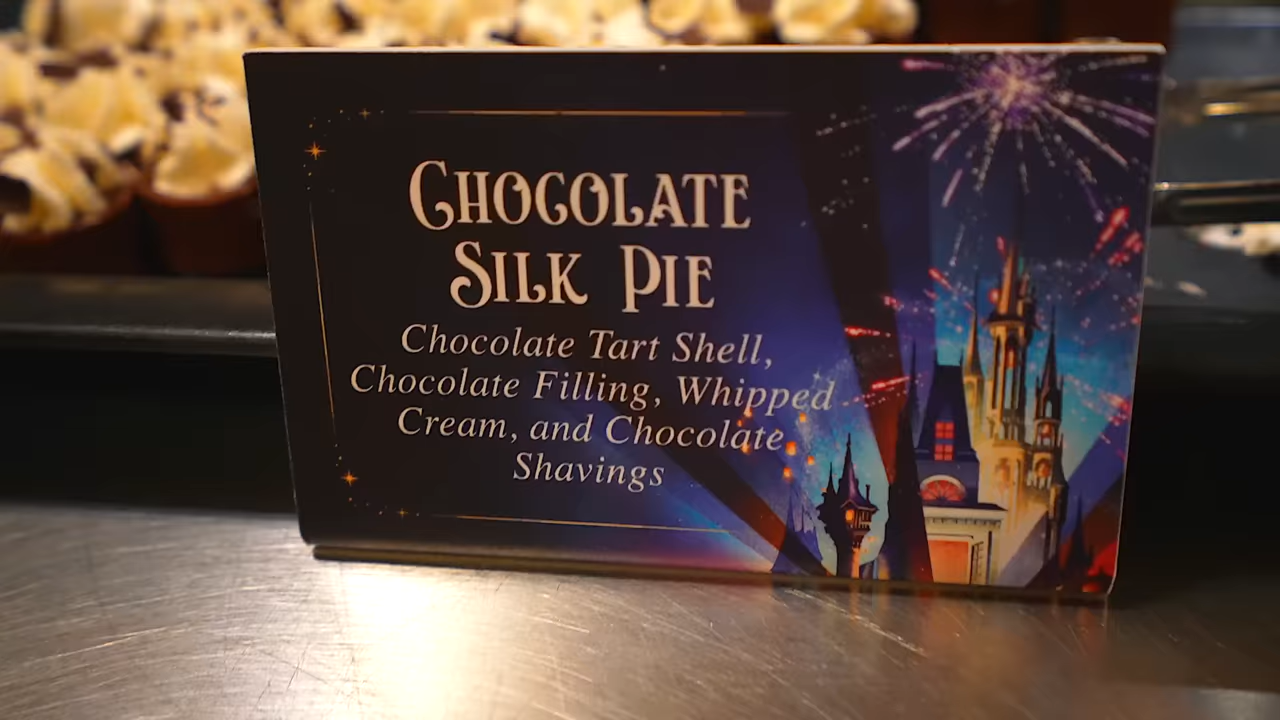 CHOCOLATE
SILK PIE
Chocolate Tart Shell,
Chocolate Filling, Whipped
Cream, and Chocolate
Shavings